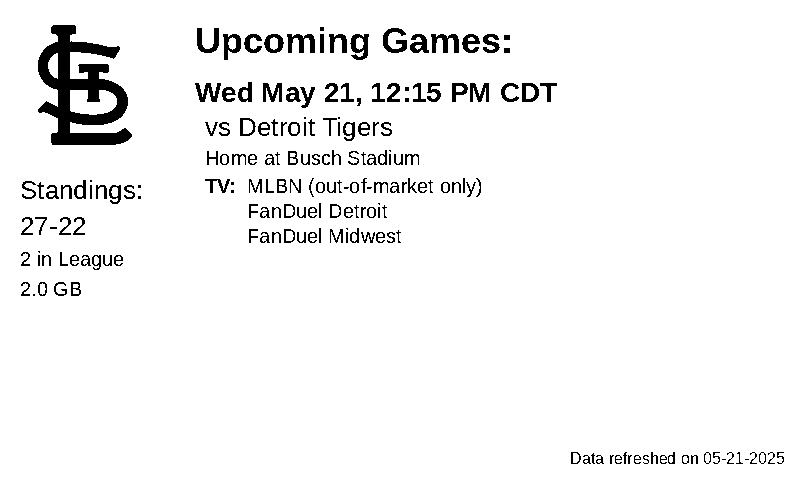 STL
Upcoming Games:
Wed May 21, 12:15 PM CDT
vs Detroit Tigers
Home at Busch Stadium
TV: MLBN (out-of-market only)
FanDuel Detroit
FanDuel Midwest
Standings:
27-22
2 in League
2.0 GB
Data refreshed on 05-21-2025